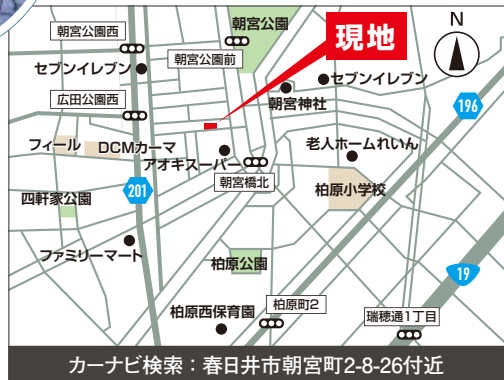 朝宮公園西
朝宮公園
現地
N
セブンイレブン
朝宮公園前
セブンイレブン
広田公園西
朝宮神社
196
フィール
DCMカーマ
アオキスーパー
老人ホームれいん
朝宮橋北
四軒家公園
201
柏原小学校
ファミリーマート
柏原公園
19
柏原西保育園
柏原町2
瑞穂通1丁目
カーナビ検索：春日井市朝宮町2-8-26付近